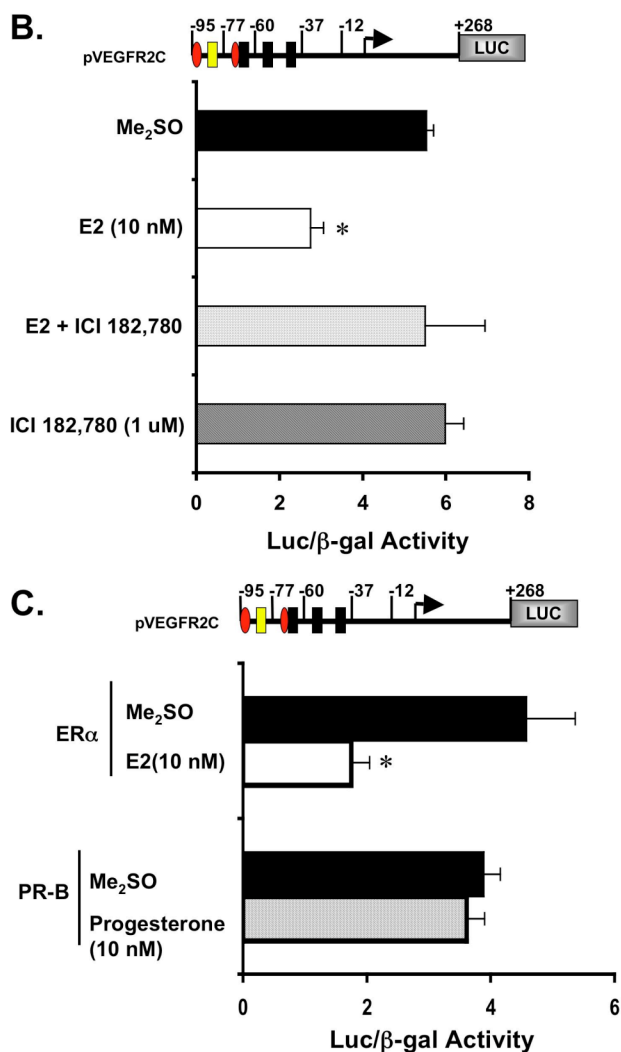 B.
-95 -77 -60 -37 -12 +268
pVEGFR2C LUC
Me₂SO
E2 (10 nM) *
E2 + ICI 182,780
ICI 182,780 (1 uM)
0 2 4 6 8
Luc/β-gal Activity
C.
-95 -77 -60 -37 -12 +268
pVEGFR2C LUC
ERα
Me₂SO
E2(10 nM) *
PR-B
Me₂SO
Progesterone
(10 nM)
0 2 4 6
Luc/β-gal Activity